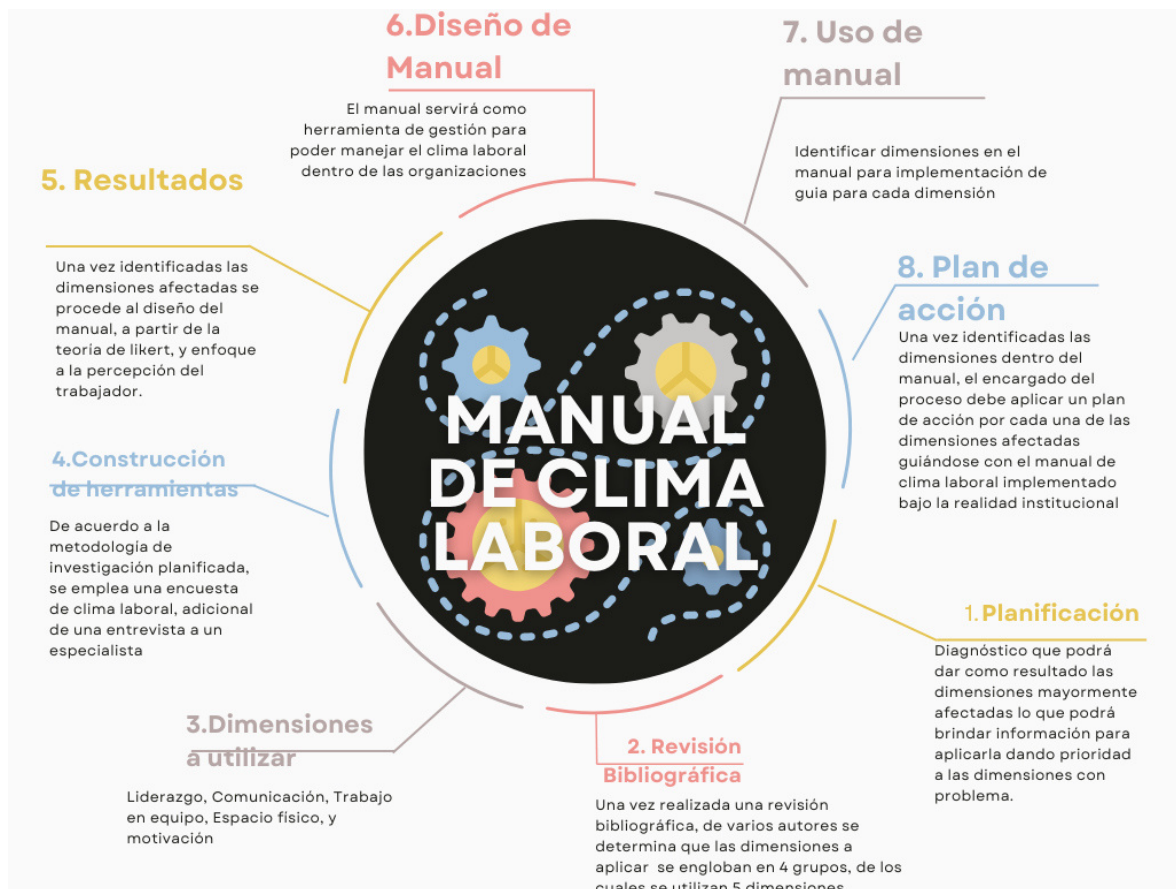 6.Diseño de
Manual
El manual servirá como
herramienta de gestión para
poder manejar el clima laboral
dentro de las organizaciones
7. Uso de
manual
Identificar dimensiones en el
manual para implementación de
guia para cada dimensión
5. Resultados
Una vez identificadas las
dimensiones afectadas se
procede al diseño del
manual, a partir de la
teoría de likert, y enfoque
a la percepción del
trabajador.
8. Plan de
acción
Una vez identificadas las
dimensiones dentro del
manual, el encargado del
proceso debe aplicar un plan
de acción por cada una de las
dimensiones afectadas
guiándose con el manual de
clima laboral implementado
bajo la realidad institucional
MANUAL
DE CLIMA
LABORAL
4.Construcción
de herramientas
De acuerdo a la
metodología de
investigación planificada,
se emplea una encuesta
de clima laboral, adicional
de una entrevista a un
especialista
1. Planificación
Diagnóstico que podrá
dar como resultado las
dimensiones mayormente
afectadas lo que podrá
brindar información para
aplicarla dando prioridad
a las dimensiones con
problema.
3.Dimensiones
a utilizar
Liderazgo, Comunicación, Trabajo
en equipo, Espacio físico, y
motivación
2. Revisión
Bibliográfica
Una vez realizada una revisión
bibliográfica, de varios autores se
determina que las dimensiones a
aplicar se engloban en 4 grupos, de los
cuales se utilizan 5 dimensiones